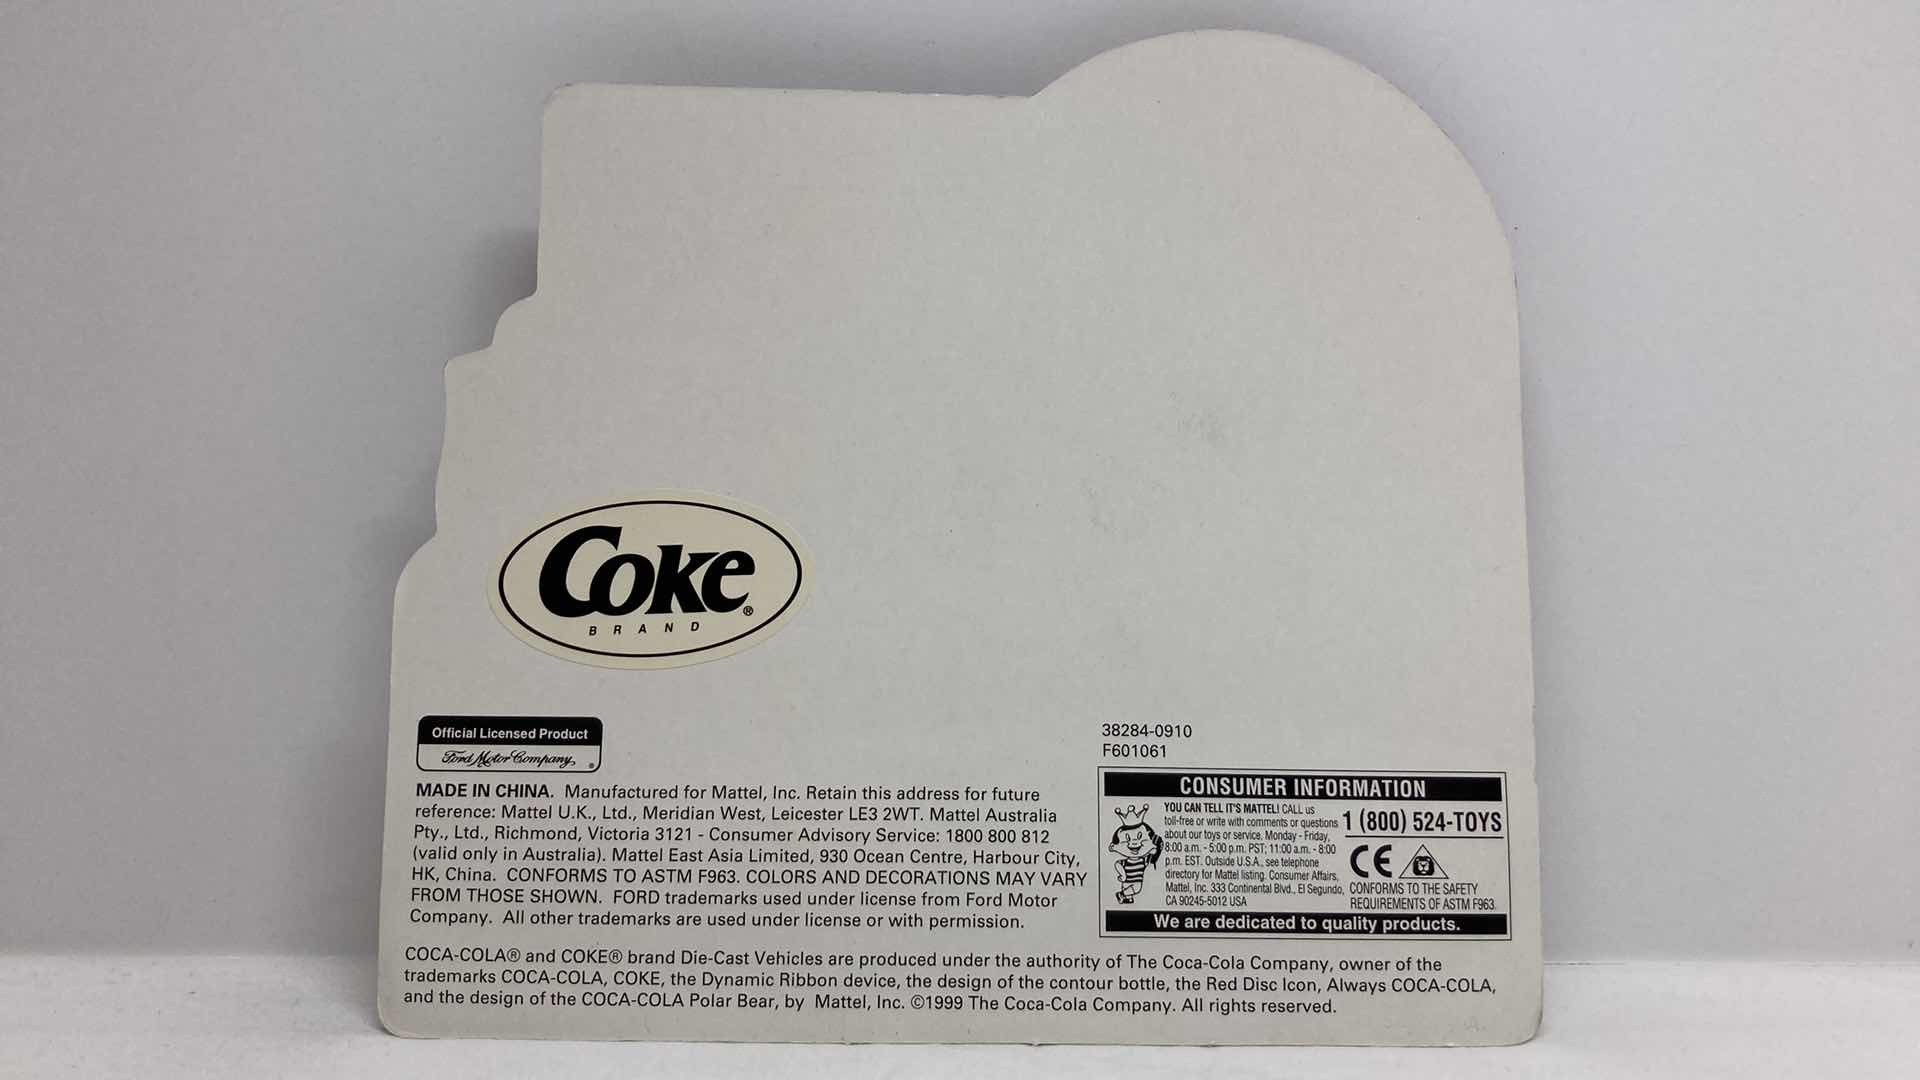 Coke®
BRAND
Official Licensed Product
Ford Motor Company®
MADE IN CHINA. Manufactured for Mattel, Inc. Retain this address for future
reference: Mattel U.K., Ltd., Meridian West, Leicester LE3 2WT. Mattel Australia
Pty., Ltd., Richmond, Victoria 3121 - Consumer Advisory Service: 1800 800 812
(valid only in Australia). Mattel East Asia Limited, 930 Ocean Centre, Harbour City,
HK, China. CONFORMS TO ASTM F963. COLORS AND DECORATIONS MAY VARY
FROM THOSE SHOWN. FORD trademarks used under license from Ford Motor
Company. All other trademarks are used under license or with permission.
38284-0910
F601061
CONSUMER INFORMATION
YOU CAN TELL IT'S MATTEL! CALL us
toll-free or write with comments or questions
about our toys or service, Monday - Friday,
8:00 a.m. - 5:00 p.m. PST; 11:00 a.m. - 8:00
p.m. EST. Outside U.S.A., see telephone
directory for Mattel listing. Consumer Affairs,
Mattel, Inc. 333 Continental Blvd., El Segundo,
CA 90245-5012 USA
1 (800) 524-TOYS
CE
CONFORMS TO THE SAFETY
REQUIREMENTS OF ASTM F963.
We are dedicated to quality products.
COCA-COLA® and COKE® brand Die-Cast Vehicles are produced under the authority of The Coca-Cola Company, owner of the
trademarks COCA-COLA, COKE, the Dynamic Ribbon device, the design of the contour bottle, the Red Disc Icon, Always COCA-COLA,
and the design of the COCA-COLA Polar Bear, by Mattel, Inc. ©1999 The Coca-Cola Company. All rights reserved.